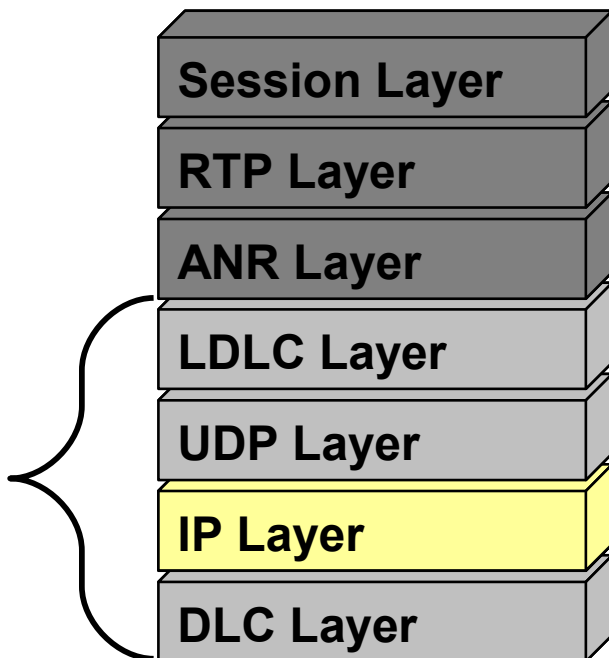 Session Layer
RTP Layer
ANR Layer
LDLC Layer
UDP Layer
IP Layer
DLC Layer